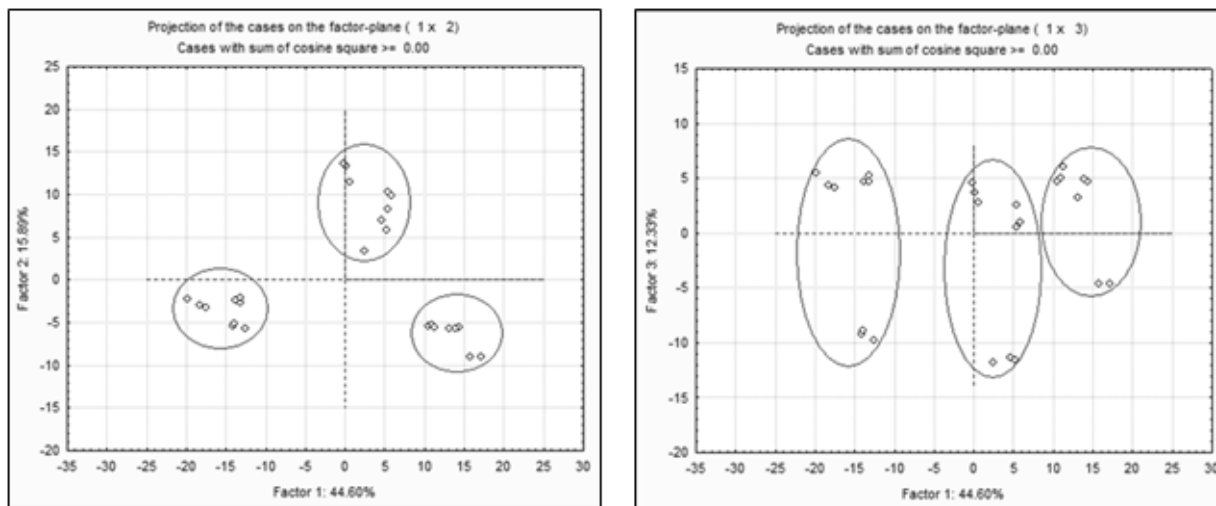 Projection of the cases on the factor-plane ( 1 x 2)
Cases with sum of cosine square >= 0.00
25
20
15
10
5
0
-5
-10
-15
-20
Factor 2: 15.89%
-35 -30 -25 -20 -15 -10 -5 0 5 10 15 20 25 30
Factor 1: 44.60%
Projection of the cases on the factor-plane ( 1 x 3)
Cases with sum of cosine square >= 0.00
15
10
5
0
-5
-10
-15
-20
Factor 3: 12.33%
-35 -30 -25 -20 -15 -10 -5 0 5 10 15 20 25 30
Factor 1: 44.60%